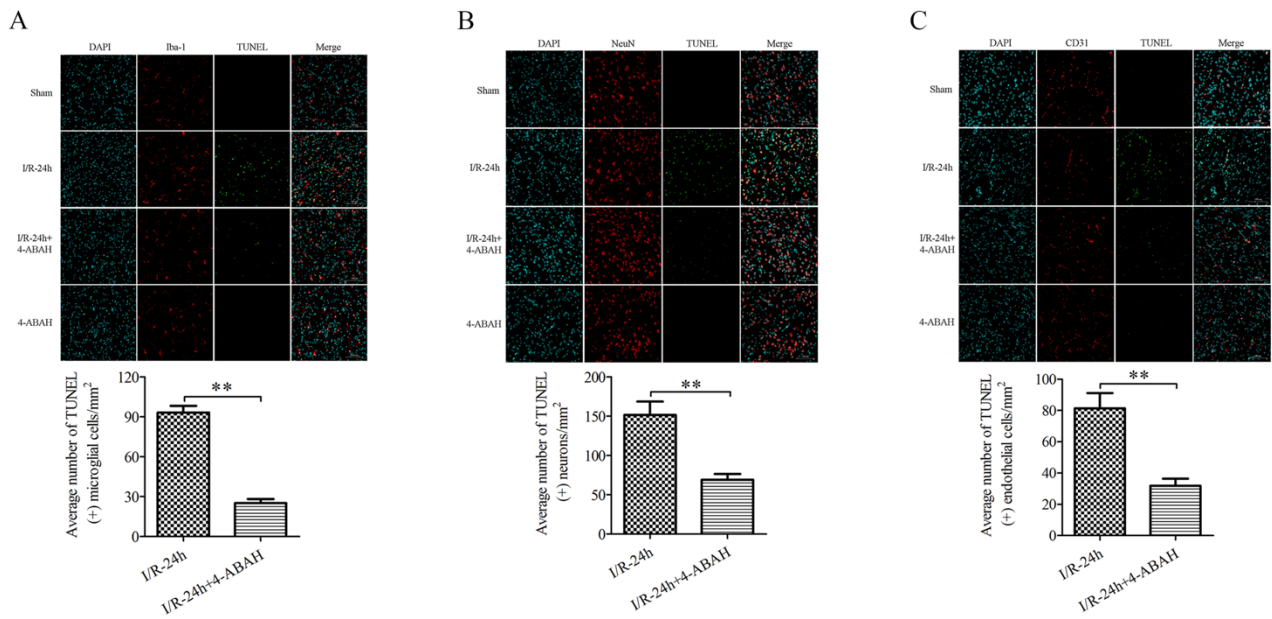 A
DAPI Iba-1 TUNEL Merge
Sham
I/R-24h
I/R-24h+
4-ABAH
4-ABAH
120
90
60
30
0
**
Average number of TUNEL
(+) microglial cells/mm²
I/R-24h
I/R-24h+4-ABAH
B
DAPI NeuN TUNEL Merge
Sham
I/R-24h
I/R-24h+
4-ABAH
4-ABAH
200
150
100
50
0
**
Average number of TUNEL
(+) neurons/mm²
I/R-24h
I/R-24h+4-ABAH
C
DAPI CD31 TUNEL Merge
Sham
I/R-24h
I/R-24h+
4-ABAH
4-ABAH
100
80
60
40
20
0
**
Average number of TUNEL
(+) endothelial cells/mm²
I/R-24h
I/R-24h+4-ABAH